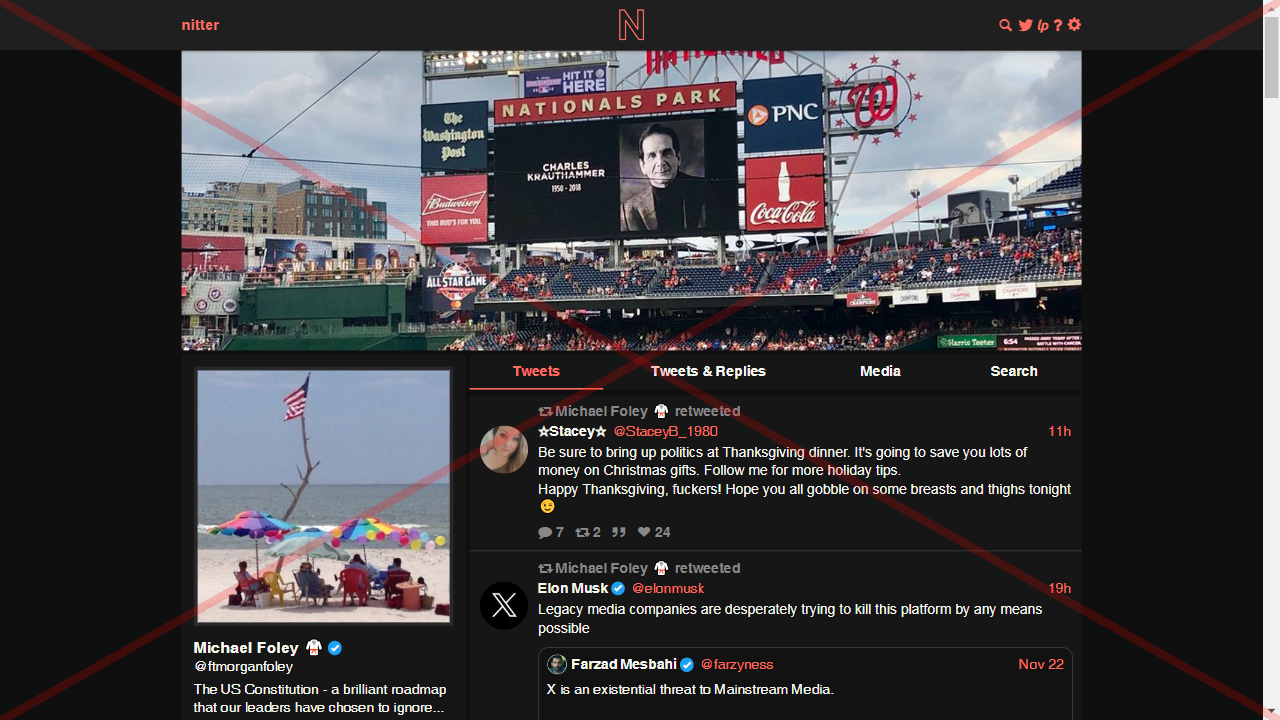 nitter
N
lp ?
HIT IT
HERE
NATIONALS PARK
The
Washington
Post
PNC
CHARLES
KRAUTHAMMER
1950 - 2018
Budweiser
THIS BUD'S FOR YOU.
Coca-Cola
ALL STAR GAME
Harris Teeter
6:54
Tweets
Tweets & Replies
Media
Search
Michael Foley retweeted
☆Stacey☆ @StaceyB_1980 11h
Be sure to bring up politics at Thanksgiving dinner. It's going to save you lots of
money on Christmas gifts. Follow me for more holiday tips.
Happy Thanksgiving, fuckers! Hope you all gobble on some breasts and thighs tonight
😉
7 2 24
Michael Foley retweeted
Elon Musk @elonmusk 19h
Legacy media companies are desperately trying to kill this platform by any means
possible
Farzad Mesbahi @farzyness Nov 22
X is an existential threat to Mainstream Media.
Michael Foley
@ftmorganfoley
The US Constitution - a brilliant roadmap
that our leaders have chosen to ignore...